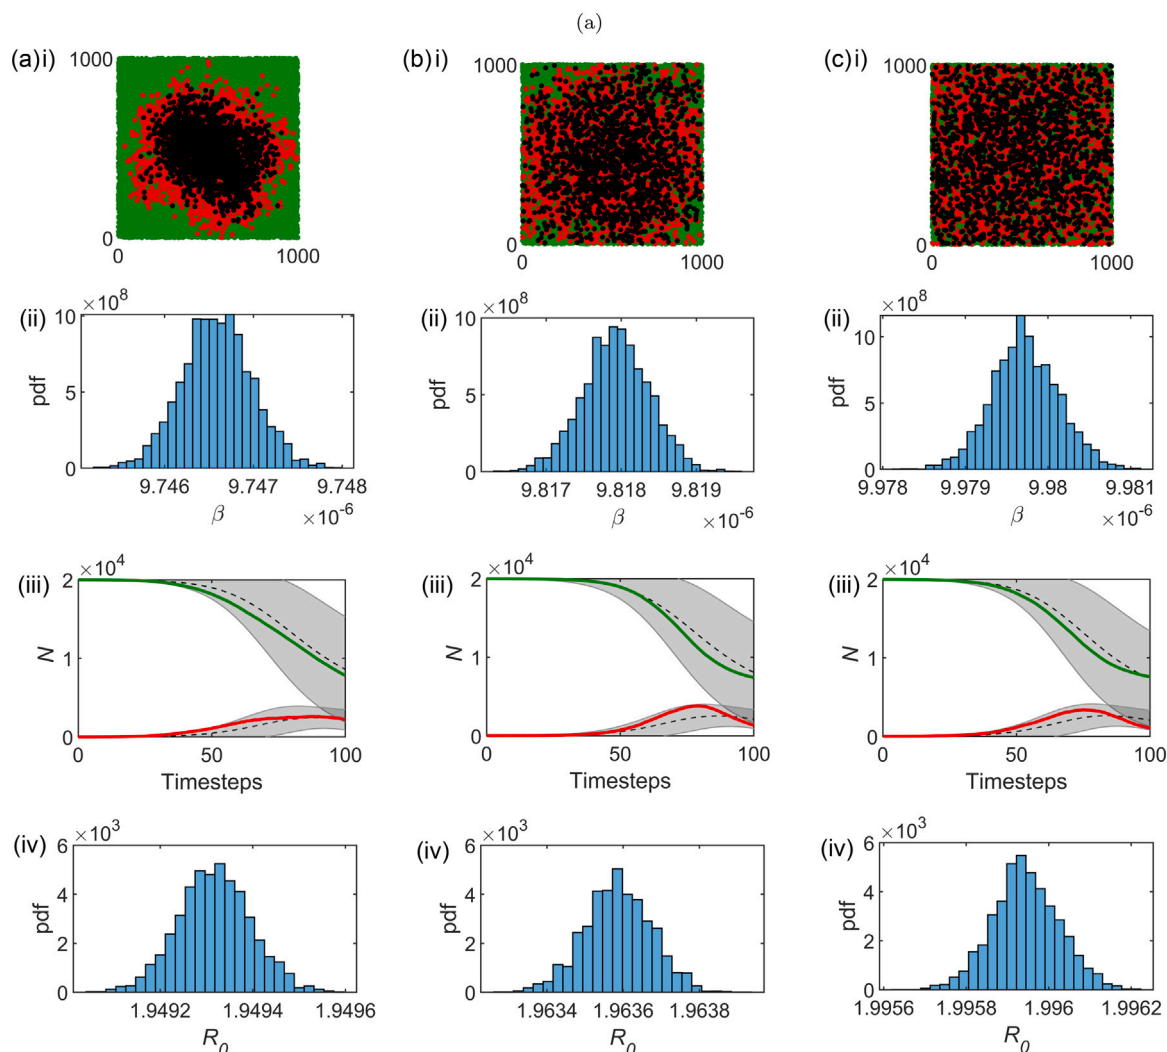 (a)
(a) i) (b) i) (c) i)
1000 1000 1000
0 0 0
0 1000 0 1000 0 1000
(ii) ×10^8 (ii) ×10^8 (ii) ×10^8
10 10 10
pdf pdf pdf
5 5 5
0 0 0
9.746 9.747 9.748 9.817 9.818 9.819 9.978 9.979 9.98 9.981
β ×10^-6 β ×10^-6 β ×10^-6
(iii) ×10^4 (iii) ×10^4 (iii) ×10^4
2 2 2
N N N
1 1 1
0 0 0
0 50 100 0 50 100 0 50 100
Timesteps Timesteps Timesteps
(iv) ×10^3 (iv) ×10^3 (iv) ×10^3
6 6 6
4 4 4
pdf pdf pdf
2 2 2
0 0 0
1.9492 1.9494 1.9496 1.9634 1.9636 1.9638 1.9956 1.9958 1.996 1.9962
R_0 R_0 R_0